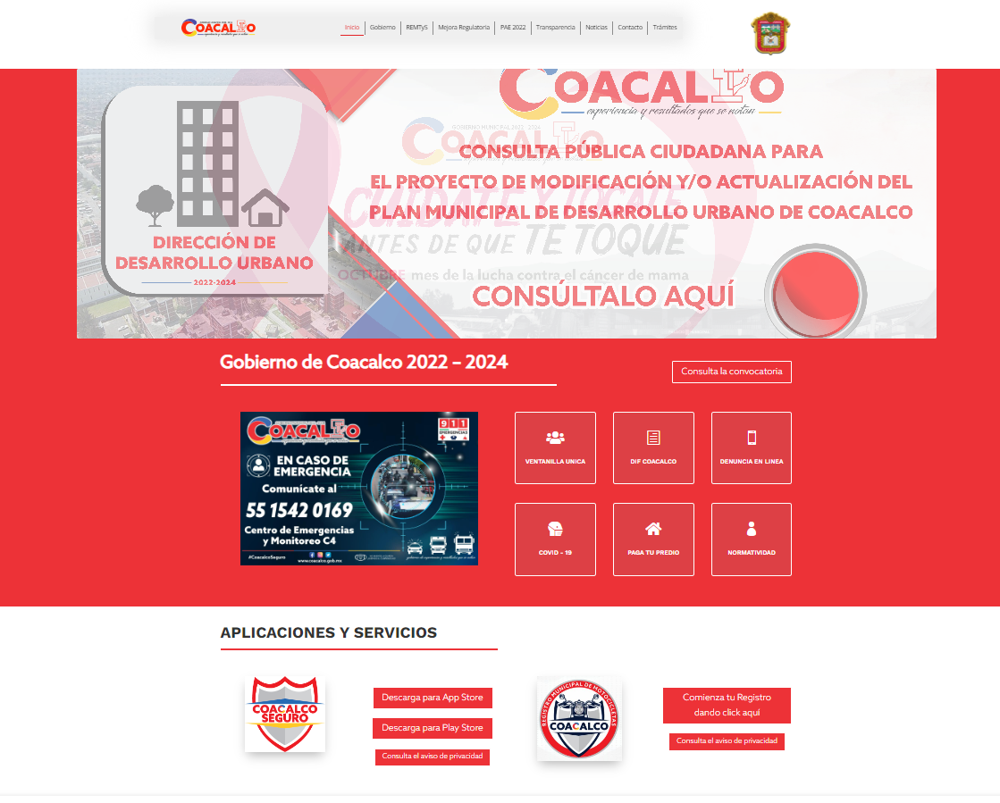 COACALCO
Inicio
Gobierno
REMTyS
Mejora Regulatoria
PAE 2022
Transparencia
Noticias
Contacto
Trámites
COACALCO
experiencia y resultados que se notan
GOBIERNO MUNICIPAL 2022 - 2024
COACALCO
CONSULTA PÚBLICA CIUDADANA PARA
EL PROYECTO DE MODIFICACIÓN Y/O ACTUALIZACIÓN DEL
PLAN MUNICIPAL DE DESARROLLO URBANO DE COACALCO
CUÍDATE Y TÓCATE
ANTES DE QUE TE TOQUE
OCTUBRE mes de la lucha contra el cáncer de mama
CONSÚLTALO AQUÍ
DIRECCIÓN DE
DESARROLLO URBANO
2022-2024
Gobierno de Coacalco 2022 – 2024
Consulta la convocatoria
COACALCO
911
EMERGENCIAS
EN CASO DE
EMERGENCIA
Comunícate al
55 1542 0169
Centro de Emergencias
y Monitoreo C4
#CoacalcoSeguro
www.coacalco.gob.mx
VENTANILLA UNICA
DIF COACALCO
DENUNCIA EN LINEA
COVID - 19
PAGA TU PREDIO
NORMATIVIDAD
APLICACIONES Y SERVICIOS
COACALCO
SEGURO
Descarga para App Store
Descarga para Play Store
Consulta el aviso de privacidad
REGISTRO MUNICIPAL DE MOTOCICLETAS
COACALCO
Comienza tu Registro
dando click aquí
Consulta el aviso de privacidad